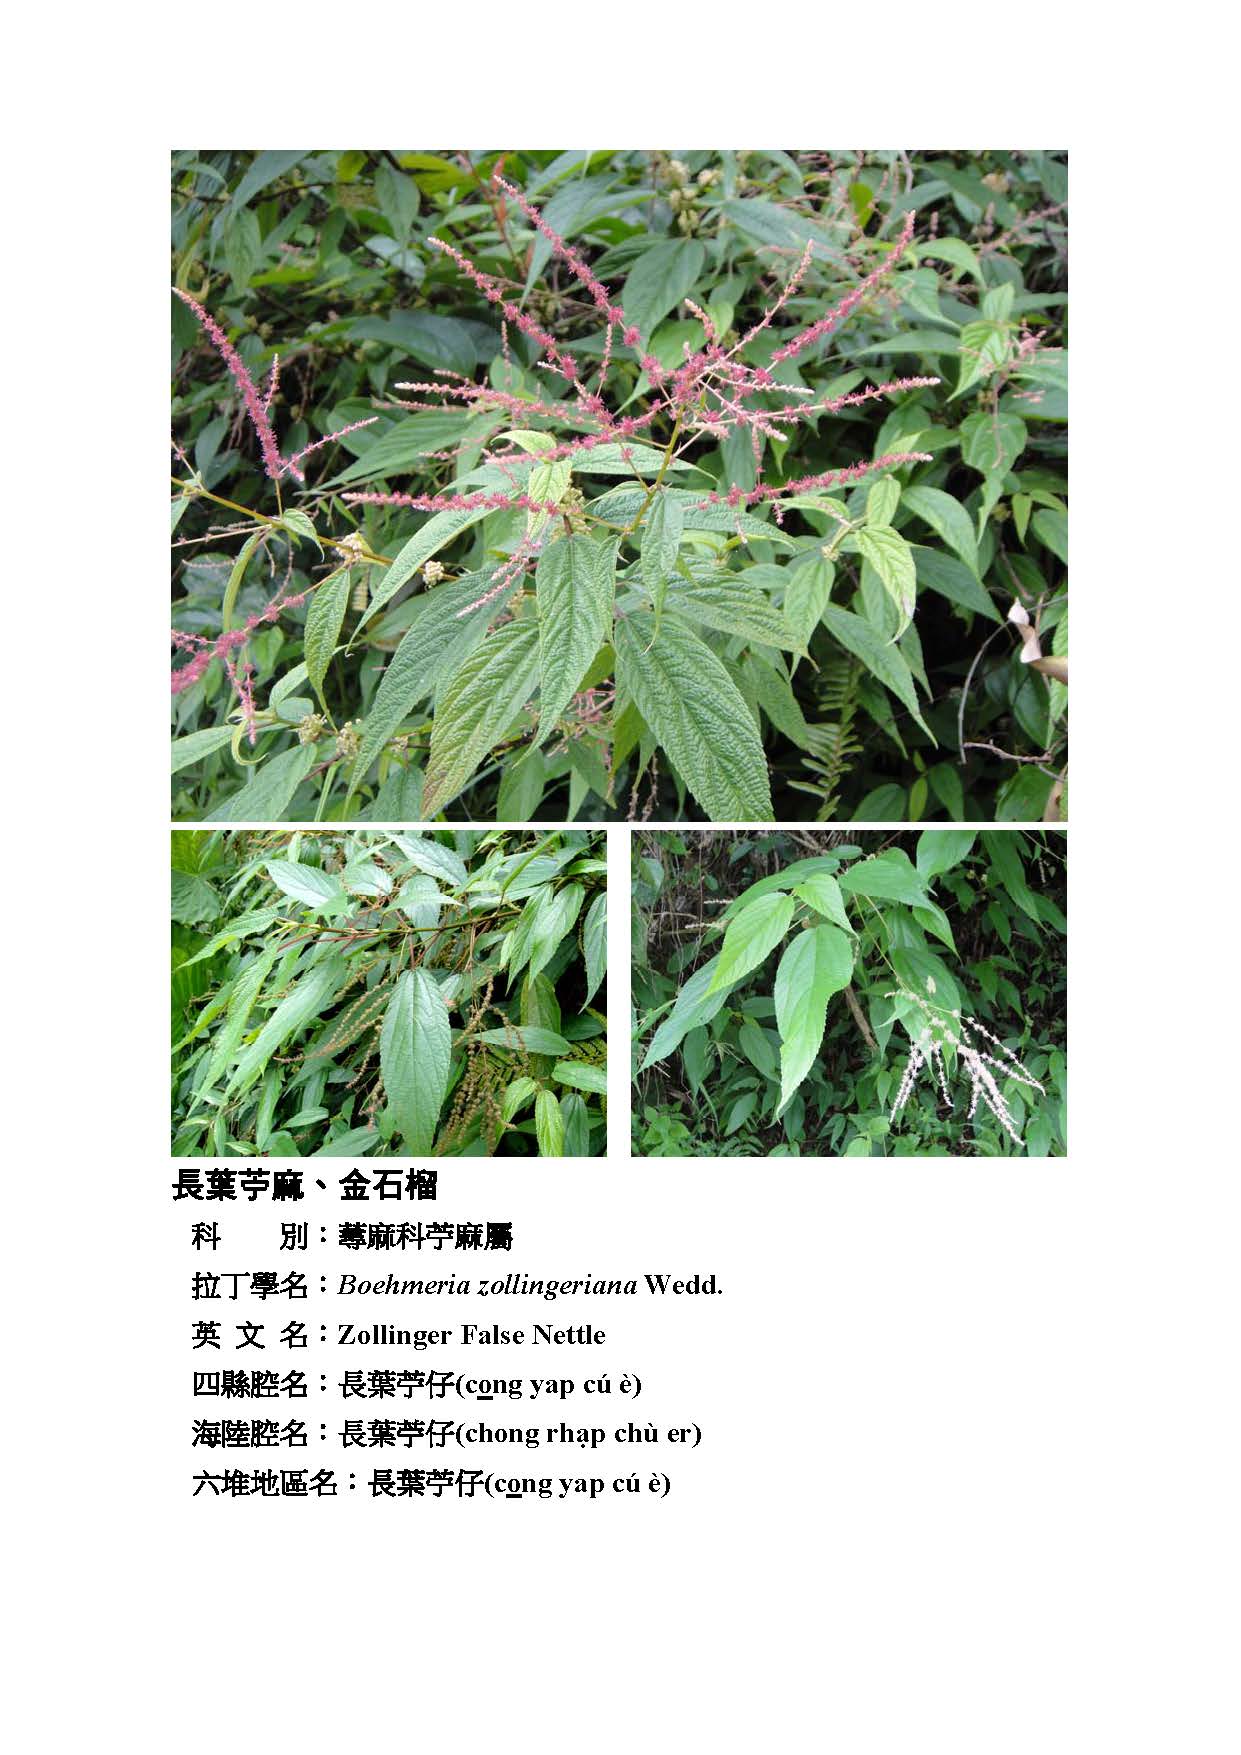 長葉苧麻、金石榴
科　　別：蕁麻科苧麻屬
拉丁學名：Boehmeria zollingeriana Wedd.
英 文 名：Zollinger False Nettle
四縣腔名：長葉苧仔(cong yap cú è)
海陸腔名：長葉苧仔(chong rhạp chù er)
六堆地區名：長葉苧仔(cong yap cú è)